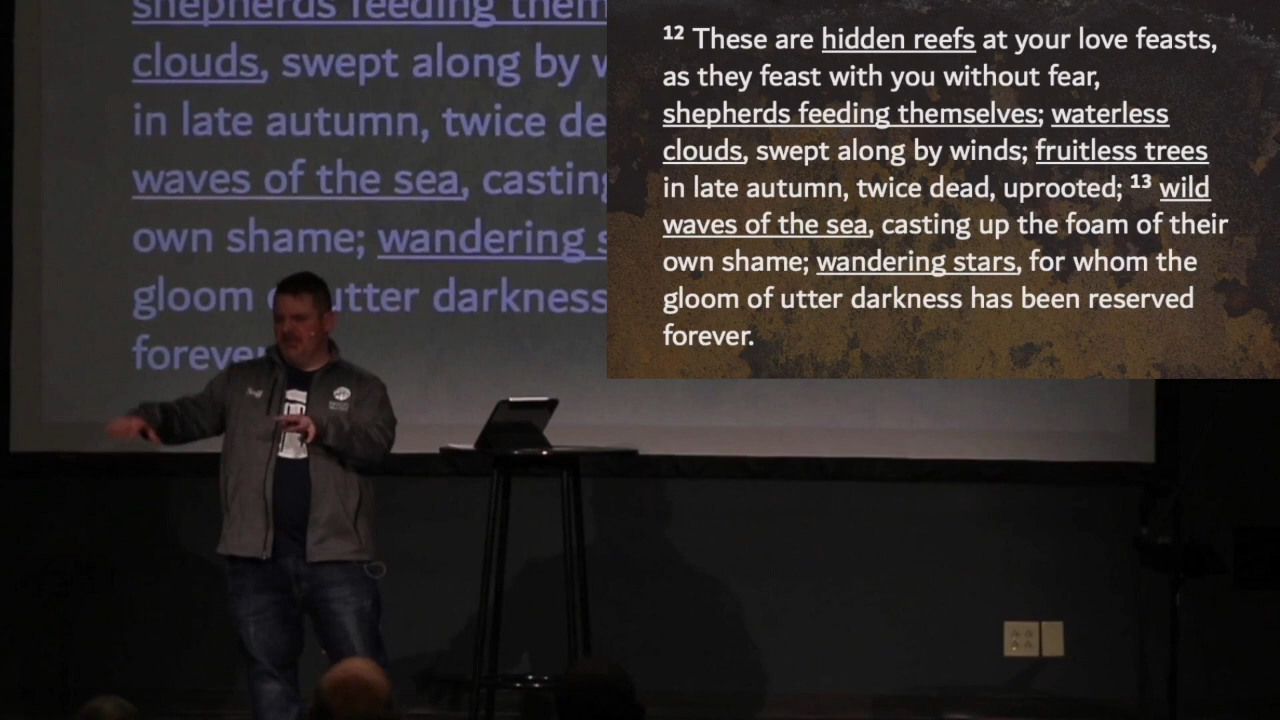 shepherds feeding them
clouds, swept along by w
in late autumn, twice de
waves of the sea, casting
own shame; wandering s
gloom utter darkness
forever
12 These are hidden reefs at your love feasts,
as they feast with you without fear,
shepherds feeding themselves; waterless
clouds, swept along by winds; fruitless trees
in late autumn, twice dead, uprooted; 13 wild
waves of the sea, casting up the foam of their
own shame; wandering stars, for whom the
gloom of utter darkness has been reserved
forever.
Staff